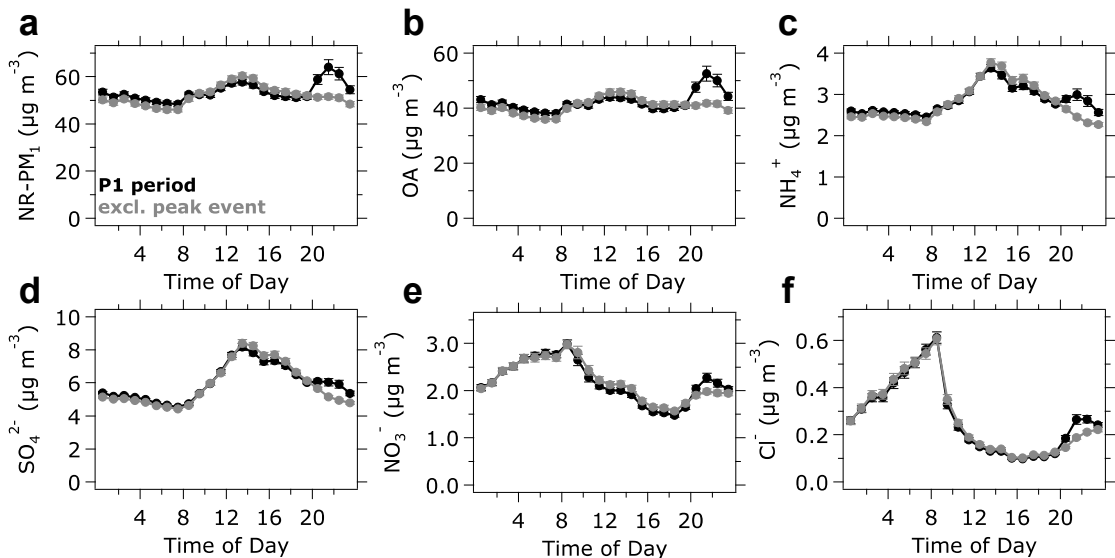 a
NR-PM₁ (µg m⁻³)
60
40
20
0
P1 period
excl. peak event
4 8 12 16 20
Time of Day
b
OA (µg m⁻³)
60
40
20
0
4 8 12 16 20
Time of Day
c
NH₄⁺ (µg m⁻³)
4
3
2
1
0
4 8 12 16 20
Time of Day
d
SO₄²⁻ (µg m⁻³)
10
8
6
4
2
0
4 8 12 16 20
Time of Day
e
NO₃⁻ (µg m⁻³)
3.0
2.0
1.0
0.0
4 8 12 16 20
Time of Day
f
Cl⁻ (µg m⁻³)
0.6
0.4
0.2
0.0
4 8 12 16 20
Time of Day